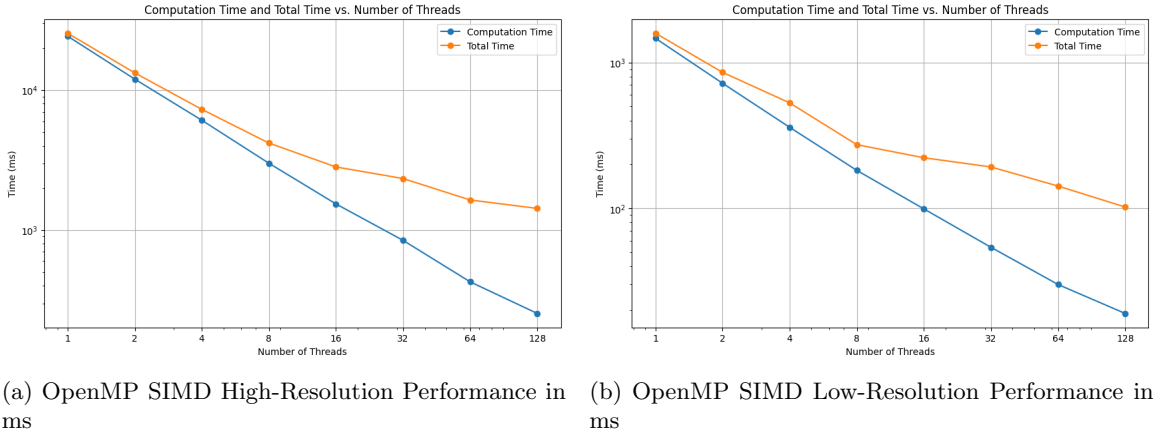 Computation Time and Total Time vs. Number of Threads
Computation Time
Total Time
10^4
10^3
Time (ms)
1 2 4 8 16 32 64 128
Number of Threads
(a) OpenMP SIMD High-Resolution Performance in
ms
Computation Time and Total Time vs. Number of Threads
Computation Time
Total Time
10^3
10^2
Time (ms)
1 2 4 8 16 32 64 128
Number of Threads
(b) OpenMP SIMD Low-Resolution Performance in
ms